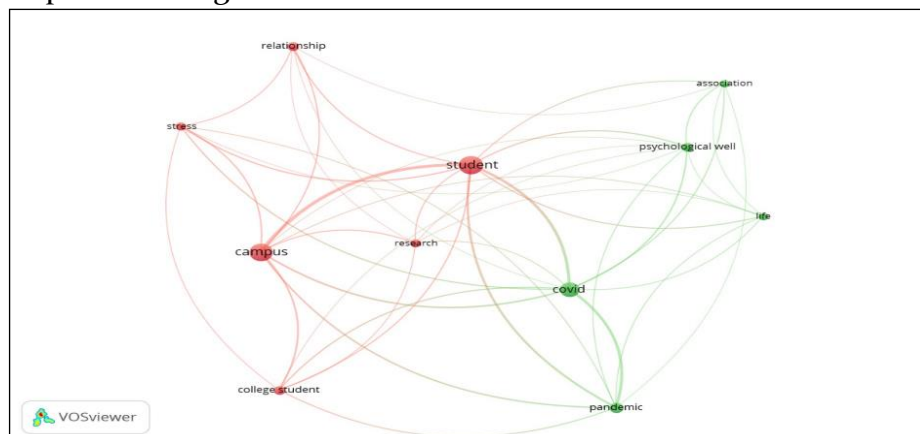 relationship
association
stress
psychological well
student
life
research
campus
covid
college student
pandemic
VOSviewer